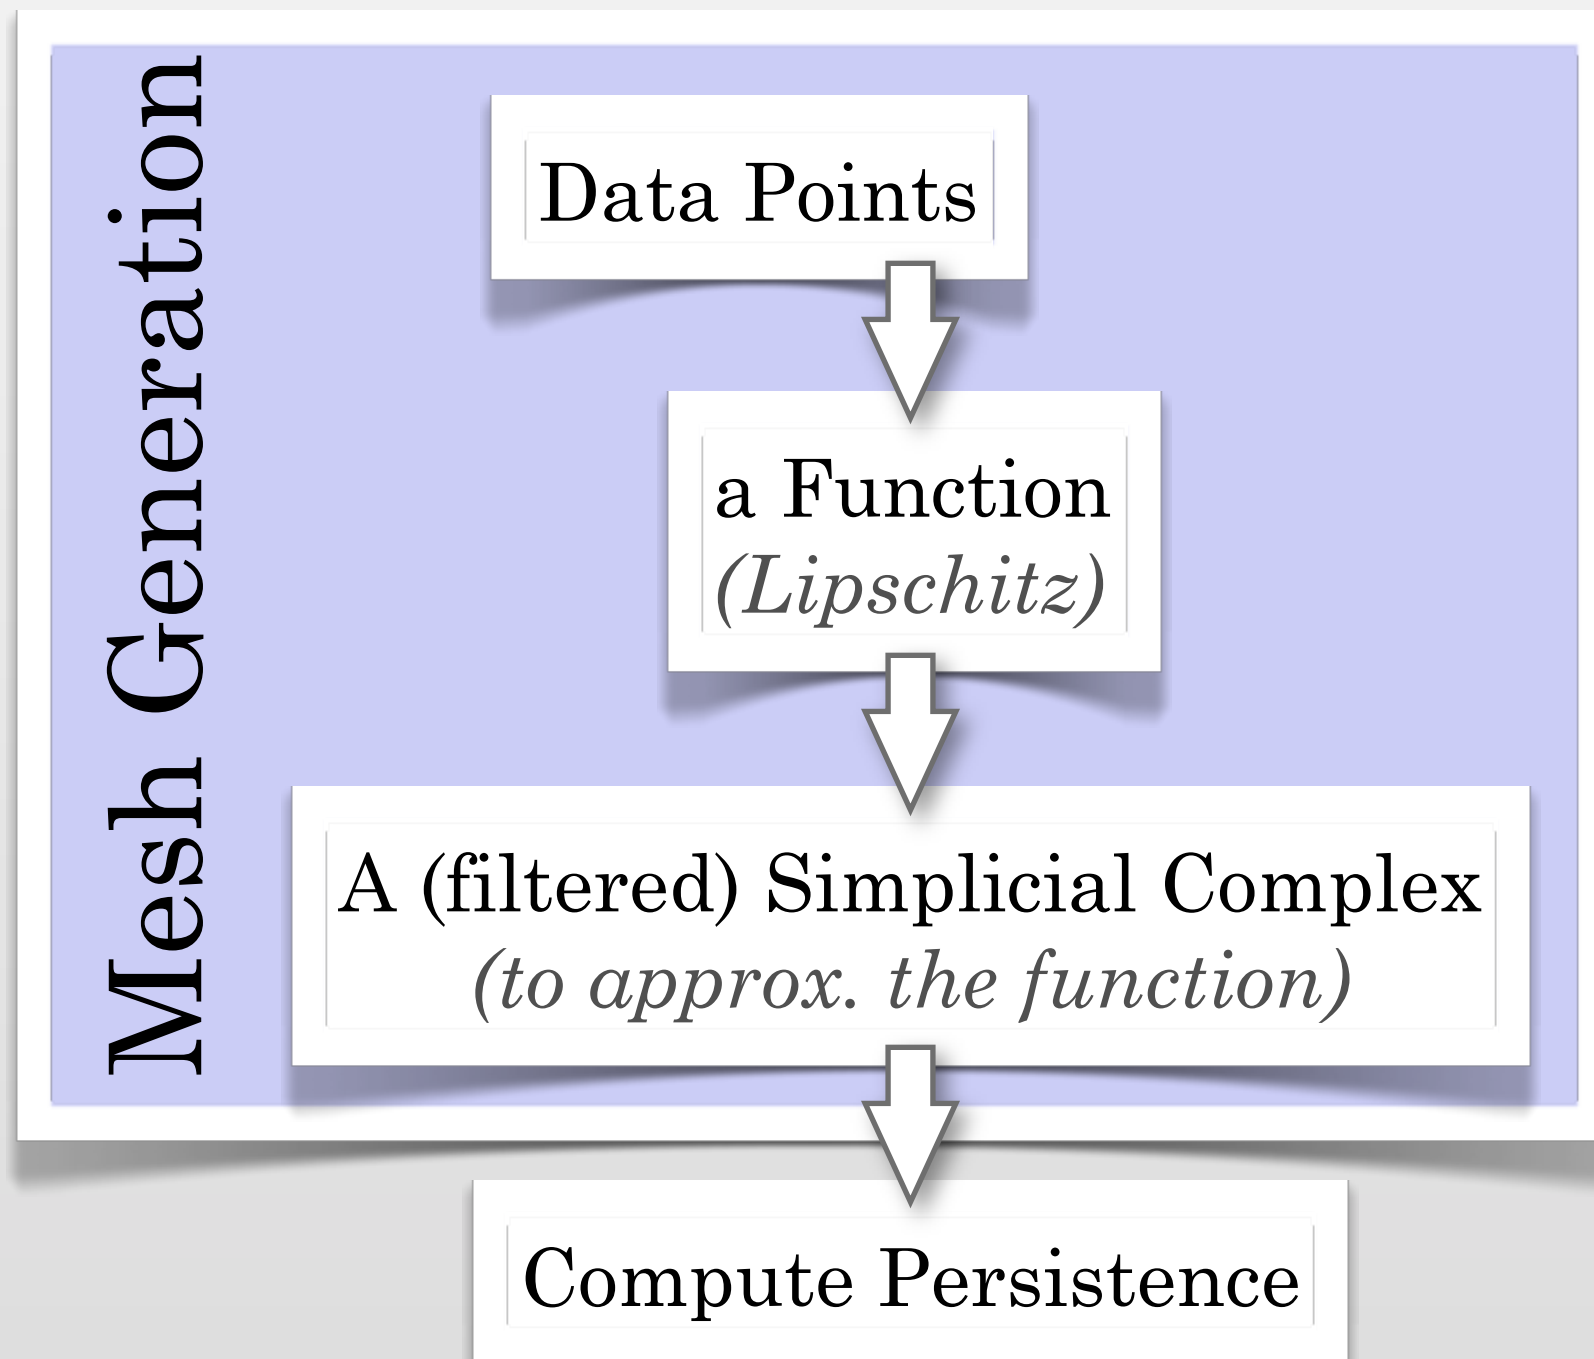 Mesh Generation
Data Points
a Function
(Lipschitz)
A (filtered) Simplicial Complex
(to approx. the function)
Compute Persistence